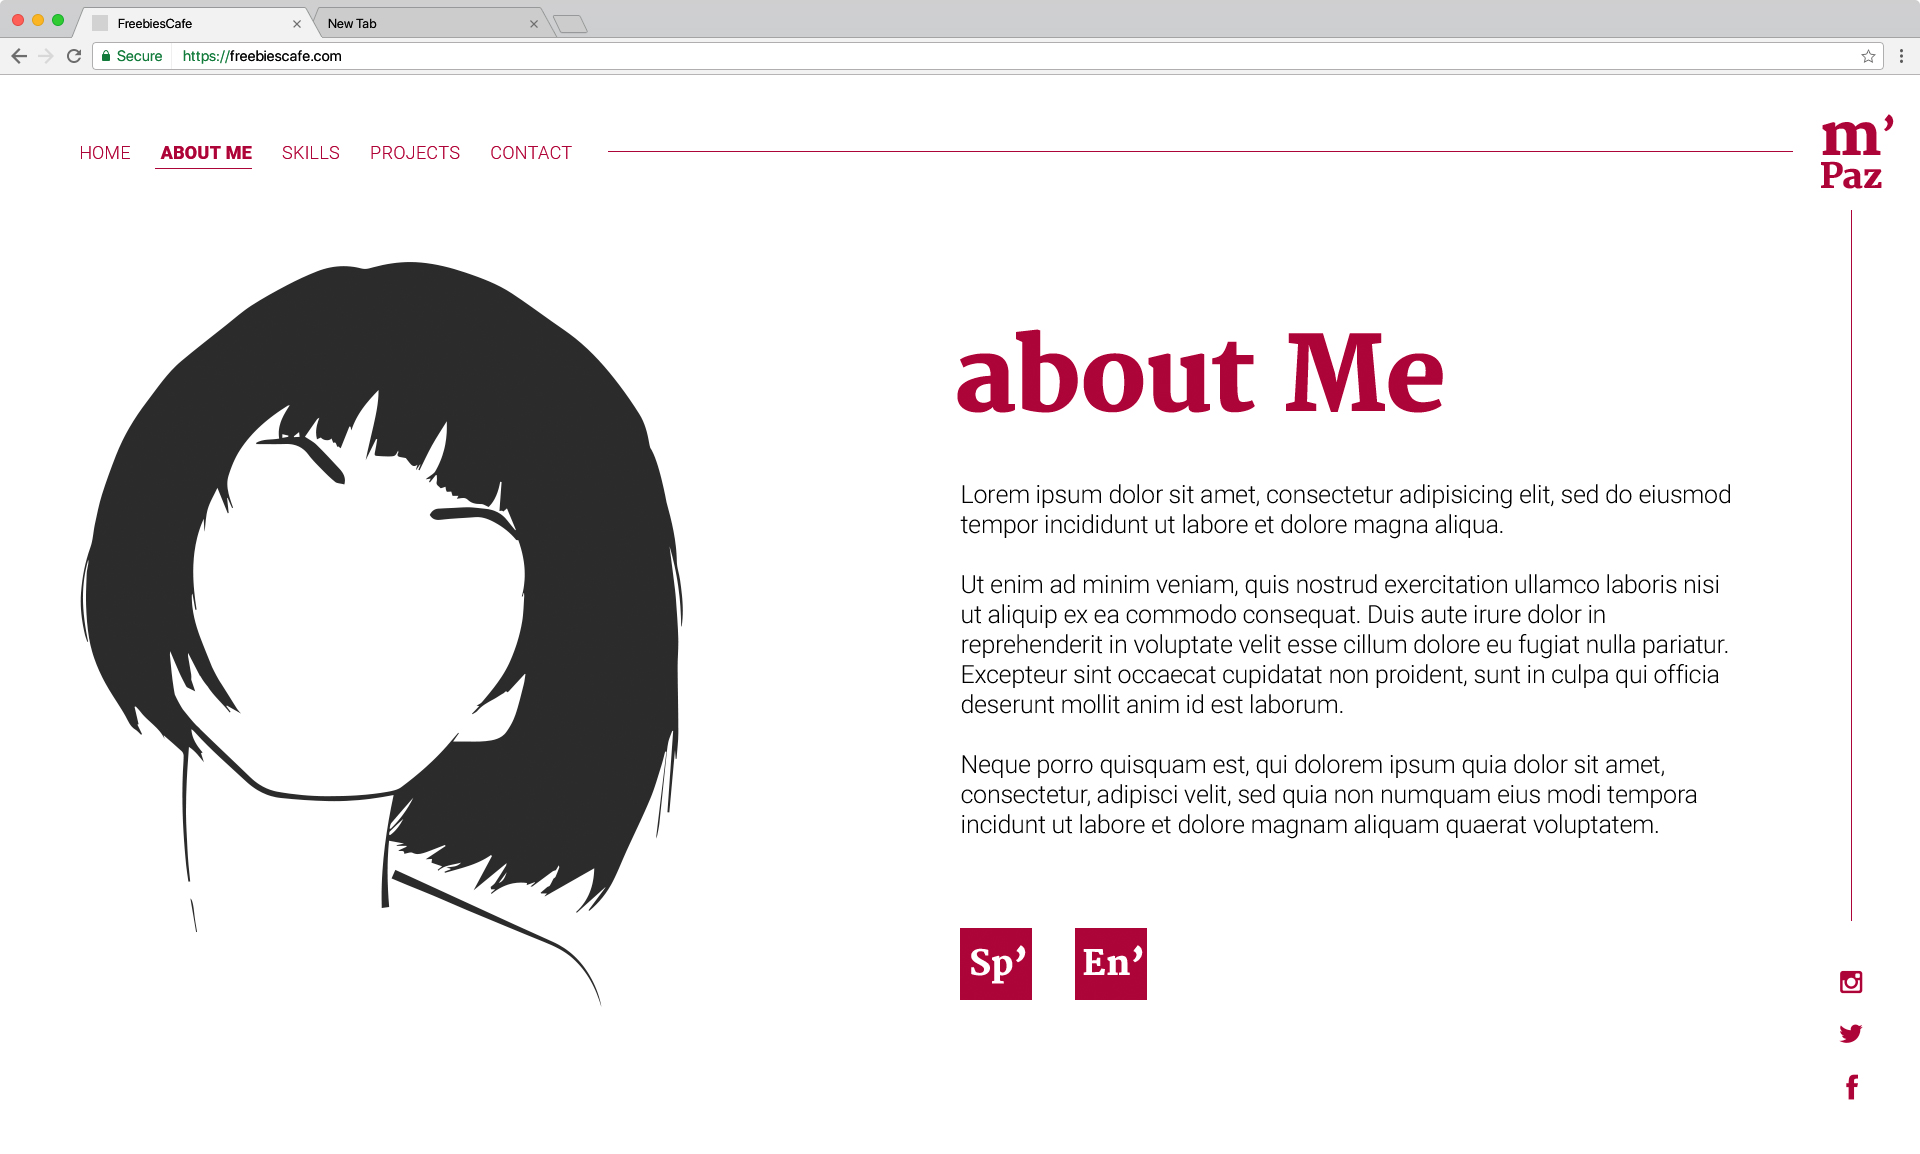 FreebiesCafe
New Tab
Secure
https://freebiescafe.com
HOME ABOUT ME SKILLS PROJECTS CONTACT
m’
Paz
about Me
Lorem ipsum dolor sit amet, consectetur adipisicing elit, sed do eiusmod
tempor incididunt ut labore et dolore magna aliqua.
Ut enim ad minim veniam, quis nostrud exercitation ullamco laboris nisi
ut aliquip ex ea commodo consequat. Duis aute irure dolor in
reprehenderit in voluptate velit esse cillum dolore eu fugiat nulla pariatur.
Excepteur sint occaecat cupidatat non proident, sunt in culpa qui officia
deserunt mollit anim id est laborum.
Neque porro quisquam est, qui dolorem ipsum quia dolor sit amet,
consectetur, adipisci velit, sed quia non numquam eius modi tempora
incidunt ut labore et dolore magnam aliquam quaerat voluptatem.
Sp’
En’